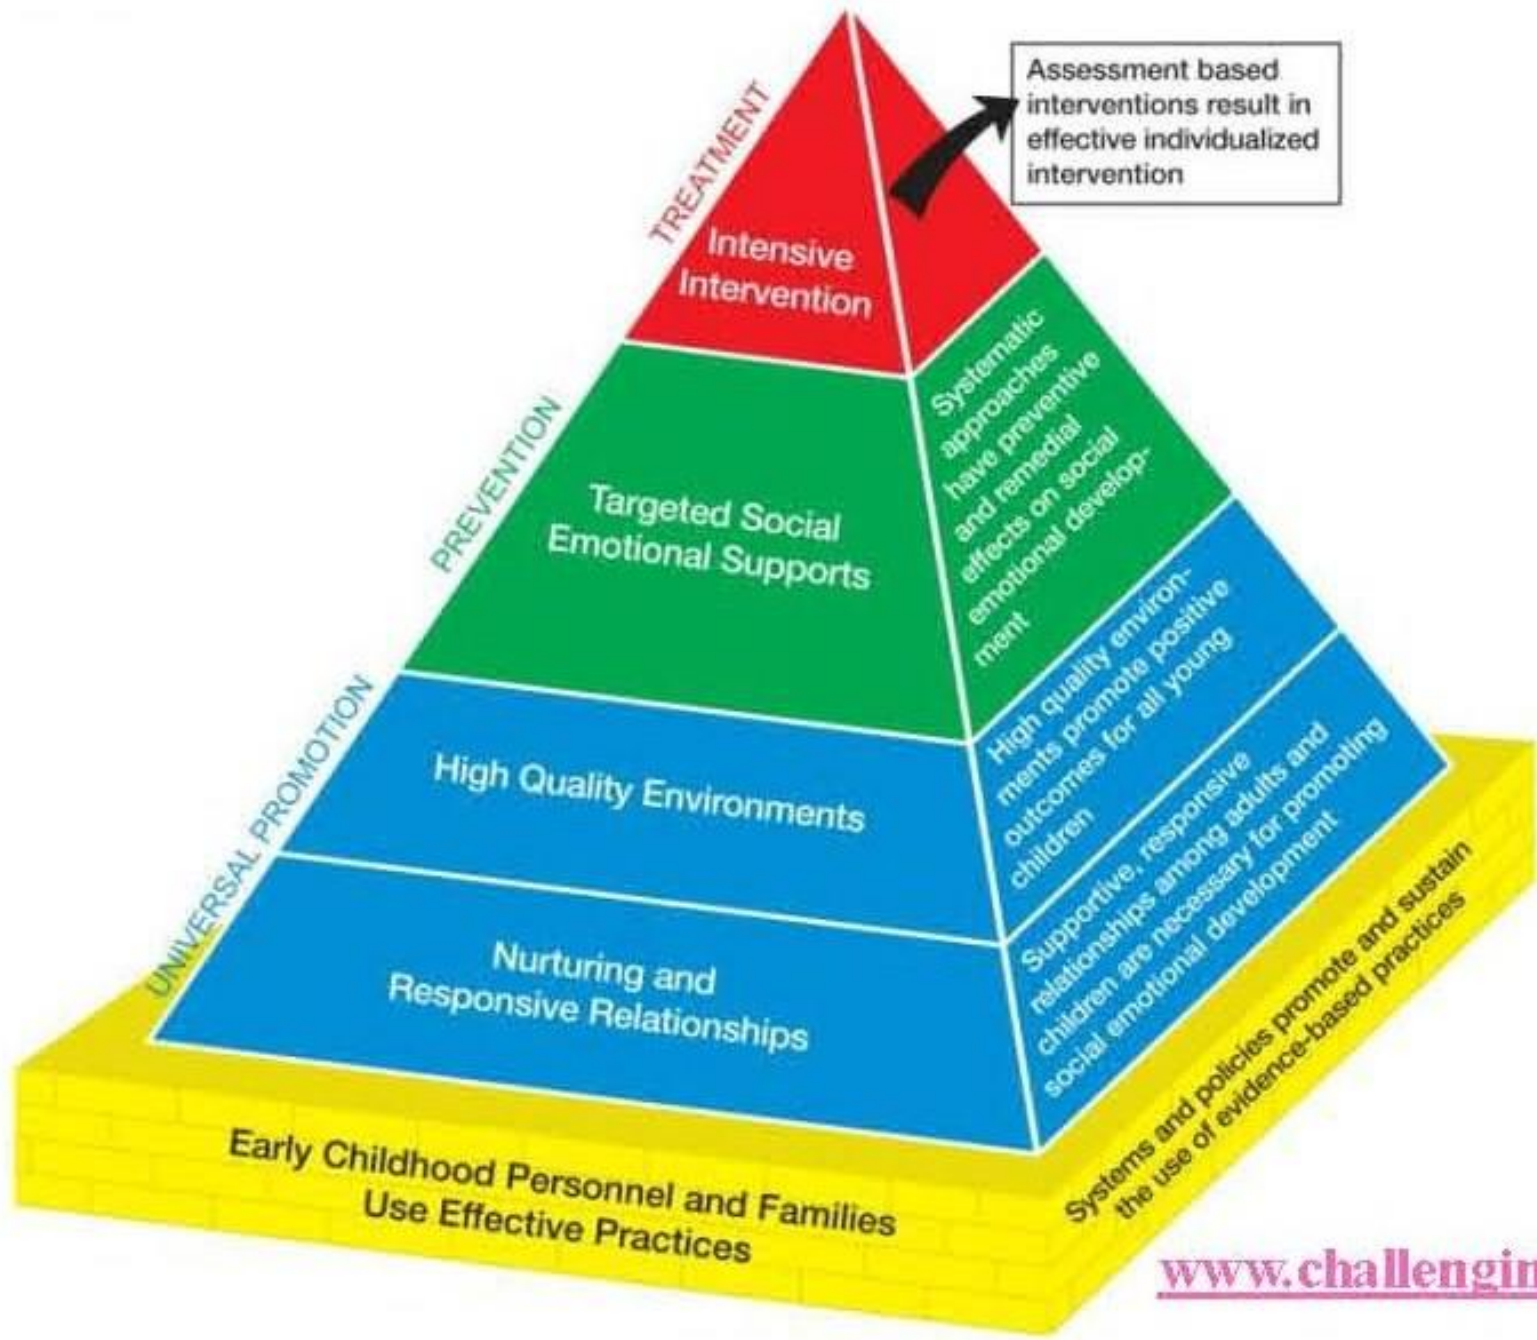 Assessment based
interventions result in
effective individualized
intervention
TREATMENT
Intensive
Intervention
PREVENTION
Targeted Social
Emotional Supports
Systematic
approaches
have preventive
and remedial
effects on social
emotional develop-
ment
UNIVERSAL PROMOTION
High Quality Environments
High quality environ-
ments promote positive
outcomes for all young
children
Nurturing and
Responsive Relationships
Supportive, responsive
relationships among adults and
children are necessary for promoting
social emotional development
Early Childhood Personnel and Families
Use Effective Practices
Systems and policies promote and sustain
the use of evidence-based practices
www.challengin